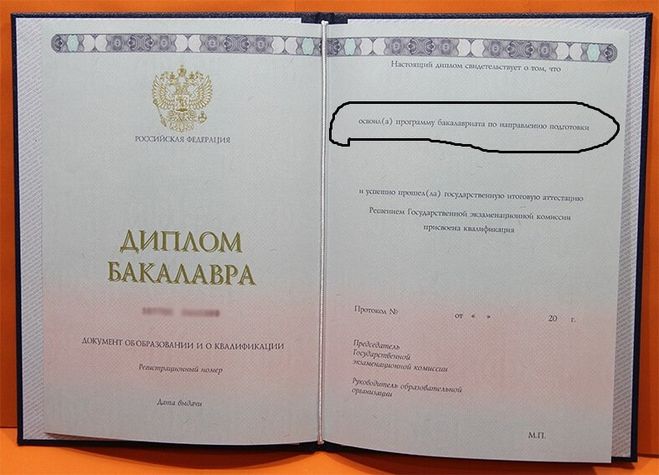 РОССИЙСКАЯ ФЕДЕРАЦИЯ
ДИПЛОМ
БАКАЛАВРА
ДОКУМЕНТ ОБ ОБРАЗОВАНИИ И О КВАЛИФИКАЦИИ
Регистрационный номер
Дата выдачи
Настоящий диплом свидетельствует о том, что
освоил(а) программу бакалавриата по направлению подготовки
и успешно прошел(ла) государственную итоговую аттестацию
Решением Государственной экзаменационной комиссии
присвоена квалификация
Протокол № от « » 20 г.
Председатель
Государственной
экзаменационной комиссии
Руководитель образовательной
организации
М.П.